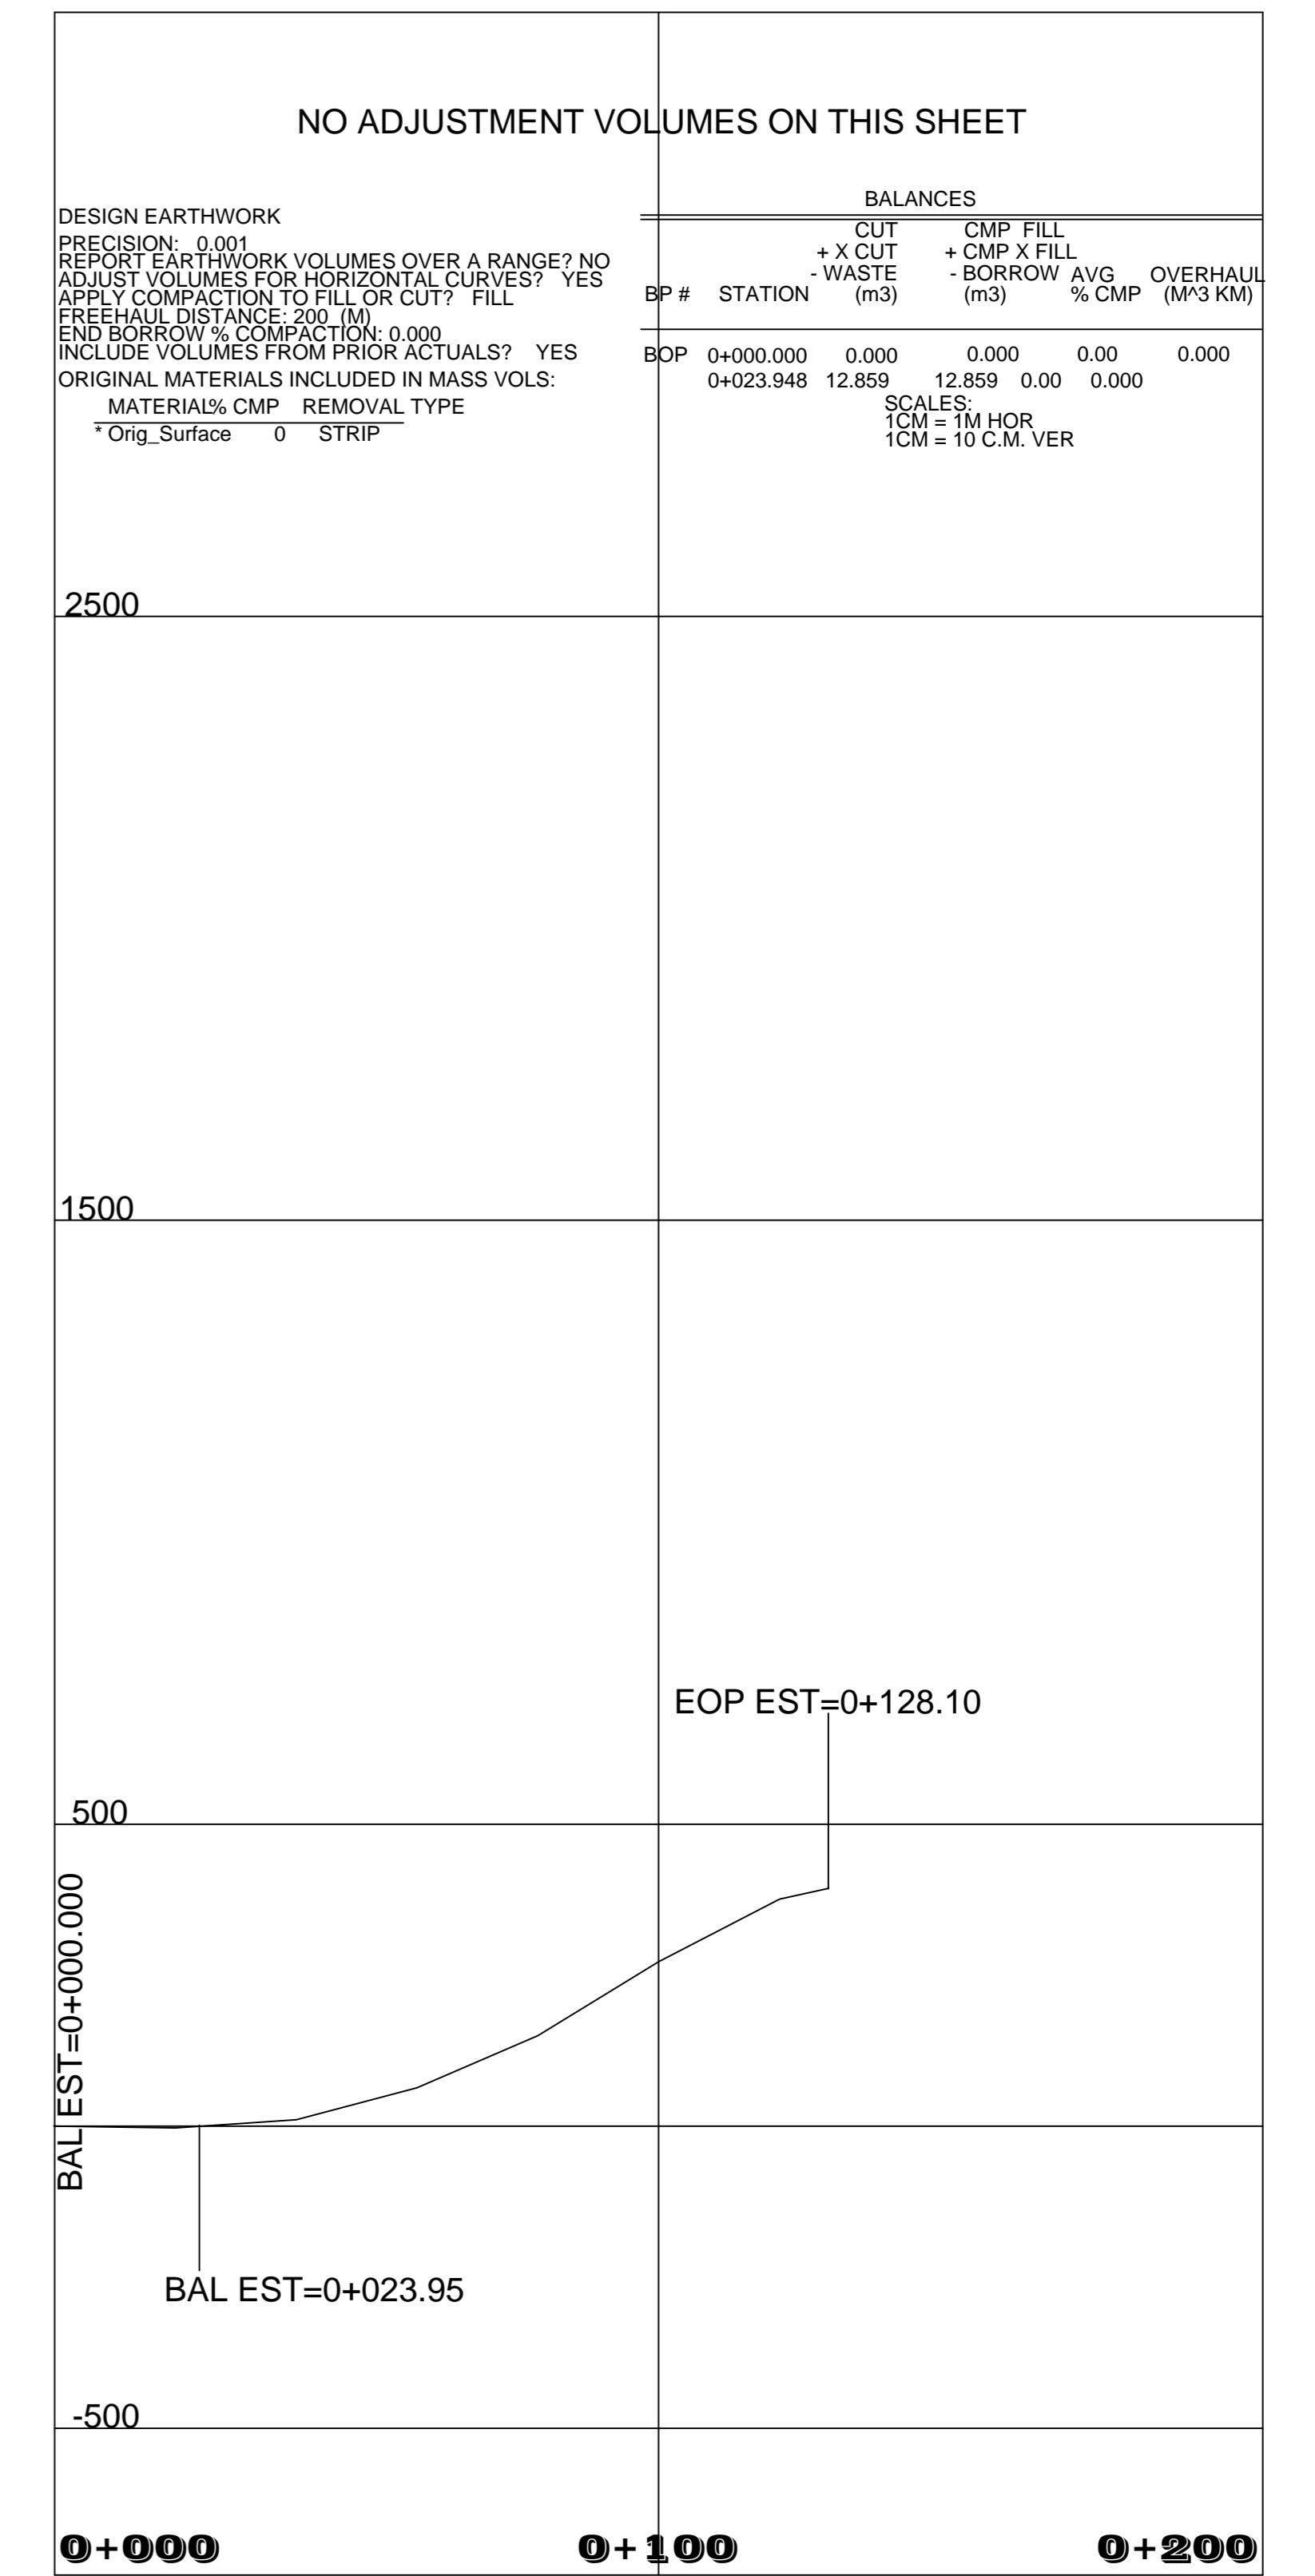 NO ADJUSTMENT VOLUMES ON THIS SHEET
DESIGN EARTHWORK
PRECISION: 0.001
REPORT EARTHWORK VOLUMES OVER A RANGE? NO
ADJUST VOLUMES FOR HORIZONTAL CURVES? YES
APPLY COMPACTION TO FILL OR CUT? FILL
FREEHAUL DISTANCE: 200 (M)
END BORROW % COMPACTION: 0.000
INCLUDE VOLUMES FROM PRIOR ACTUALS? YES
ORIGINAL MATERIALS INCLUDED IN MASS VOLS:
MATERIAL% CMP REMOVAL TYPE
* Orig_Surface 0 STRIP
BALANCES
CUT CMP FILL
+ X CUT + CMP X FILL
- WASTE - BORROW AVG OVERHAUL
BP # STATION (m3) (m3) % CMP (M^3 KM)
BOP 0+000.000 0.000 0.000 0.00 0.000
0+023.948 12.859 12.859 0.00 0.000
SCALES:
1CM = 1M HOR
1CM = 10 C.M. VER
2500
1500
EOP EST=0+128.10
500
BAL EST=0+000.000
BAL EST=0+023.95
-500
0+000 0+100 0+200